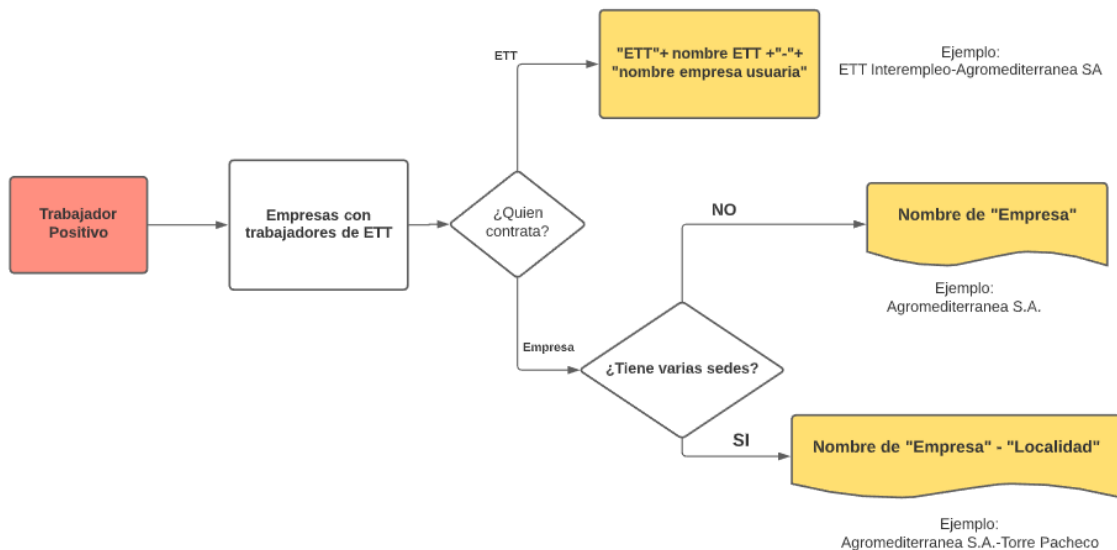 ETT
"ETT"+ nombre ETT +"-"+
"nombre empresa usuaria"
Ejemplo:
ETT Interempleo-Agromediterranea SA
Trabajador
Positivo
Empresas con
trabajadores de ETT
¿Quien
contrata?
NO
Nombre de "Empresa"
Ejemplo:
Agromediterranea S.A.
Empresa
¿Tiene varias sedes?
SI
Nombre de "Empresa" - "Localidad"
Ejemplo:
Agromediterranea S.A.-Torre Pacheco